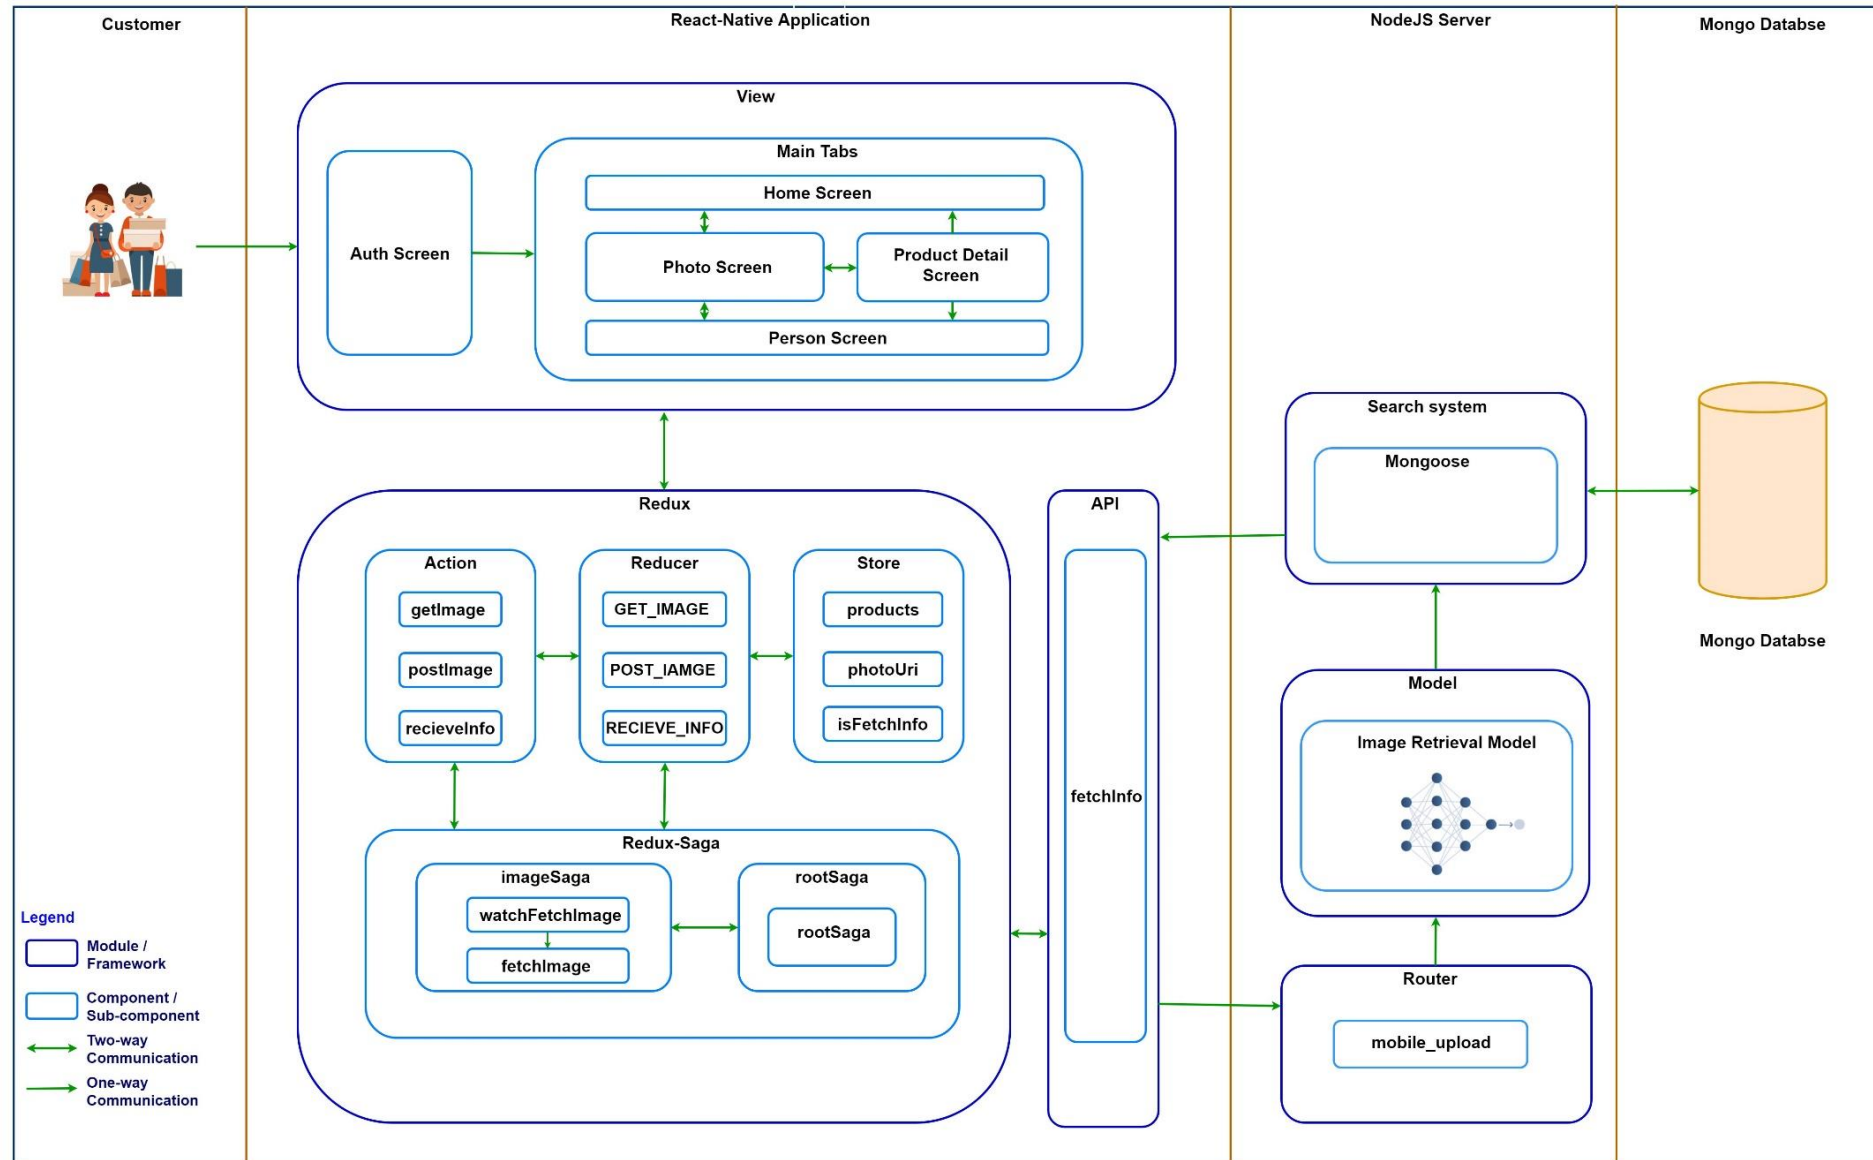 Customer
React-Native Application
NodeJS Server
Mongo Databse
View
Auth Screen
Main Tabs
Home Screen
Photo Screen
Product Detail
Screen
Person Screen
Redux
Action
getImage
postImage
recieveInfo
Reducer
GET_IMAGE
POST_IAMGE
RECIEVE_INFO
Store
products
photoUri
isFetchInfo
Redux-Saga
imageSaga
watchFetchImage
fetchImage
rootSaga
rootSaga
API
fetchInfo
Search system
Mongoose
Model
Image Retrieval Model
Router
mobile_upload
Mongo Databse
Legend
Module /
Framework
Component /
Sub-component
Two-way
Communication
One-way
Communication